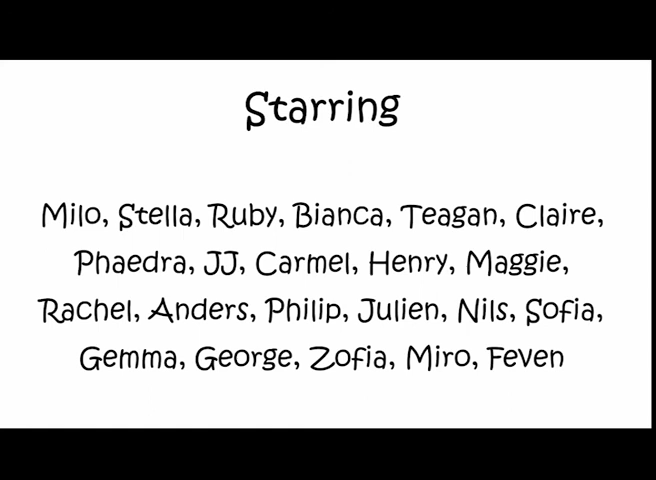 Starring
Milo, Stella, Ruby, Bianca, Teagan, Claire,
Phaedra, JJ, Carmel, Henry, Maggie,
Rachel, Anders, Philip, Julien, Nils, Sofia,
Gemma, George, Zofia, Miro, Feven